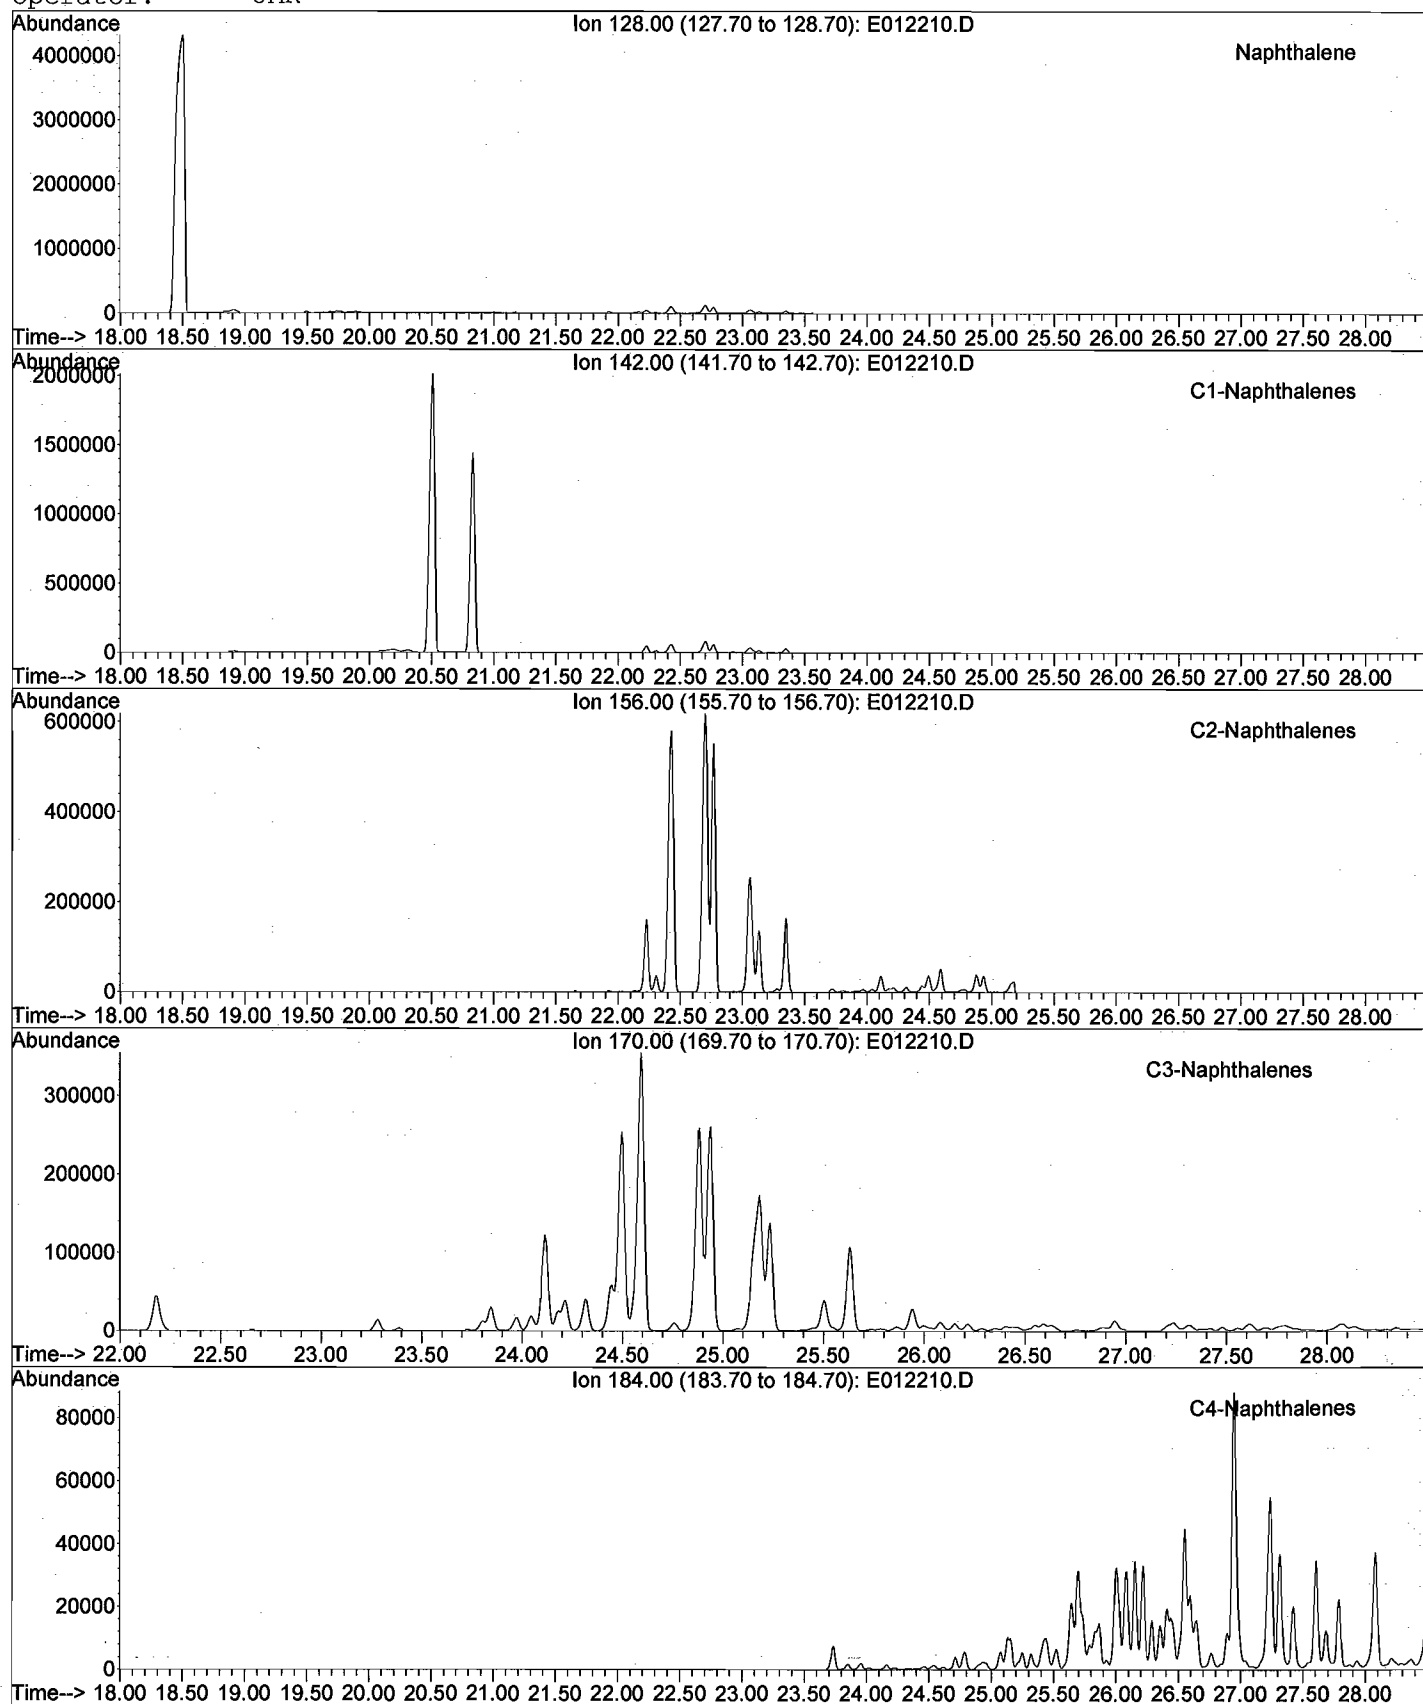 Abundance Ion 128.00 (127.70 to 128.70): E012210.D
Naphthalene
4000000
3000000
2000000
1000000
0
Time--> 18.00 18.50 19.00 19.50 20.00 20.50 21.00 21.50 22.00 22.50 23.00 23.50 24.00 24.50 25.00 25.50 26.00 26.50 27.00 27.50 28.00
Abundance Ion 142.00 (141.70 to 142.70): E012210.D
2000000
C1-Naphthalenes
1500000
1000000
500000
0
Time--> 18.00 18.50 19.00 19.50 20.00 20.50 21.00 21.50 22.00 22.50 23.00 23.50 24.00 24.50 25.00 25.50 26.00 26.50 27.00 27.50 28.00
Abundance Ion 156.00 (155.70 to 156.70): E012210.D
600000
C2-Naphthalenes
400000
200000
0
Time--> 18.00 18.50 19.00 19.50 20.00 20.50 21.00 21.50 22.00 22.50 23.00 23.50 24.00 24.50 25.00 25.50 26.00 26.50 27.00 27.50 28.00
Abundance Ion 170.00 (169.70 to 170.70): E012210.D
C3-Naphthalenes
300000
200000
100000
0
Time--> 22.00 22.50 23.00 23.50 24.00 24.50 25.00 25.50 26.00 26.50 27.00 27.50 28.00
Abundance Ion 184.00 (183.70 to 184.70): E012210.D
C4-Naphthalenes
80000
60000
40000
20000
0
Time--> 18.00 18.50 19.00 19.50 20.00 20.50 21.00 21.50 22.00 22.50 23.00 23.50 24.00 24.50 25.00 25.50 26.00 26.50 27.00 27.50 28.00